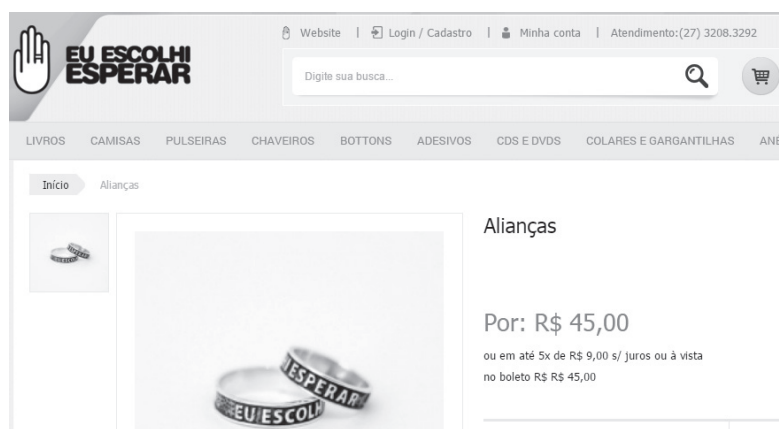 Website | Login / Cadastro | Minha conta | Atendimento:(27) 3208.3292
EU ESCOLHI
ESPERAR
Digite sua busca...
LIVROS CAMISAS PULSEIRAS CHAVEIROS BOTTONS ADESIVOS CDS E DVDS COLARES E GARGANTILHAS
Início Alianças
Alianças
Por: R$ 45,00
ou em até 5x de R$ 9,00 s/ juros ou à vista
no boleto R$ R$ 45,00
ESPERAR
EU ESCOL